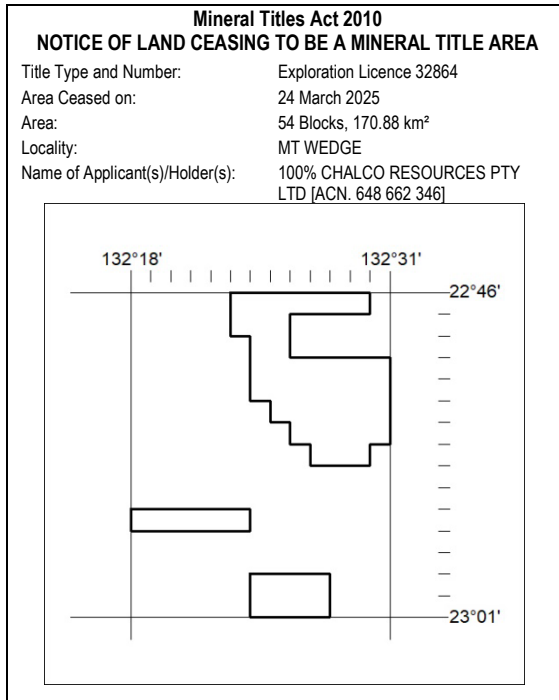 Mineral Titles Act 2010
NOTICE OF LAND CEASING TO BE A MINERAL TITLE AREA
Title Type and Number: Exploration Licence 32864
Area Ceased on: 24 March 2025
Area: 54 Blocks, 170.88 km²
Locality: MT WEDGE
Name of Applicant(s)/Holder(s): 100% CHALCO RESOURCES PTY
LTD [ACN. 648 662 346]
132°18' 132°31'
22°46'
23°01'